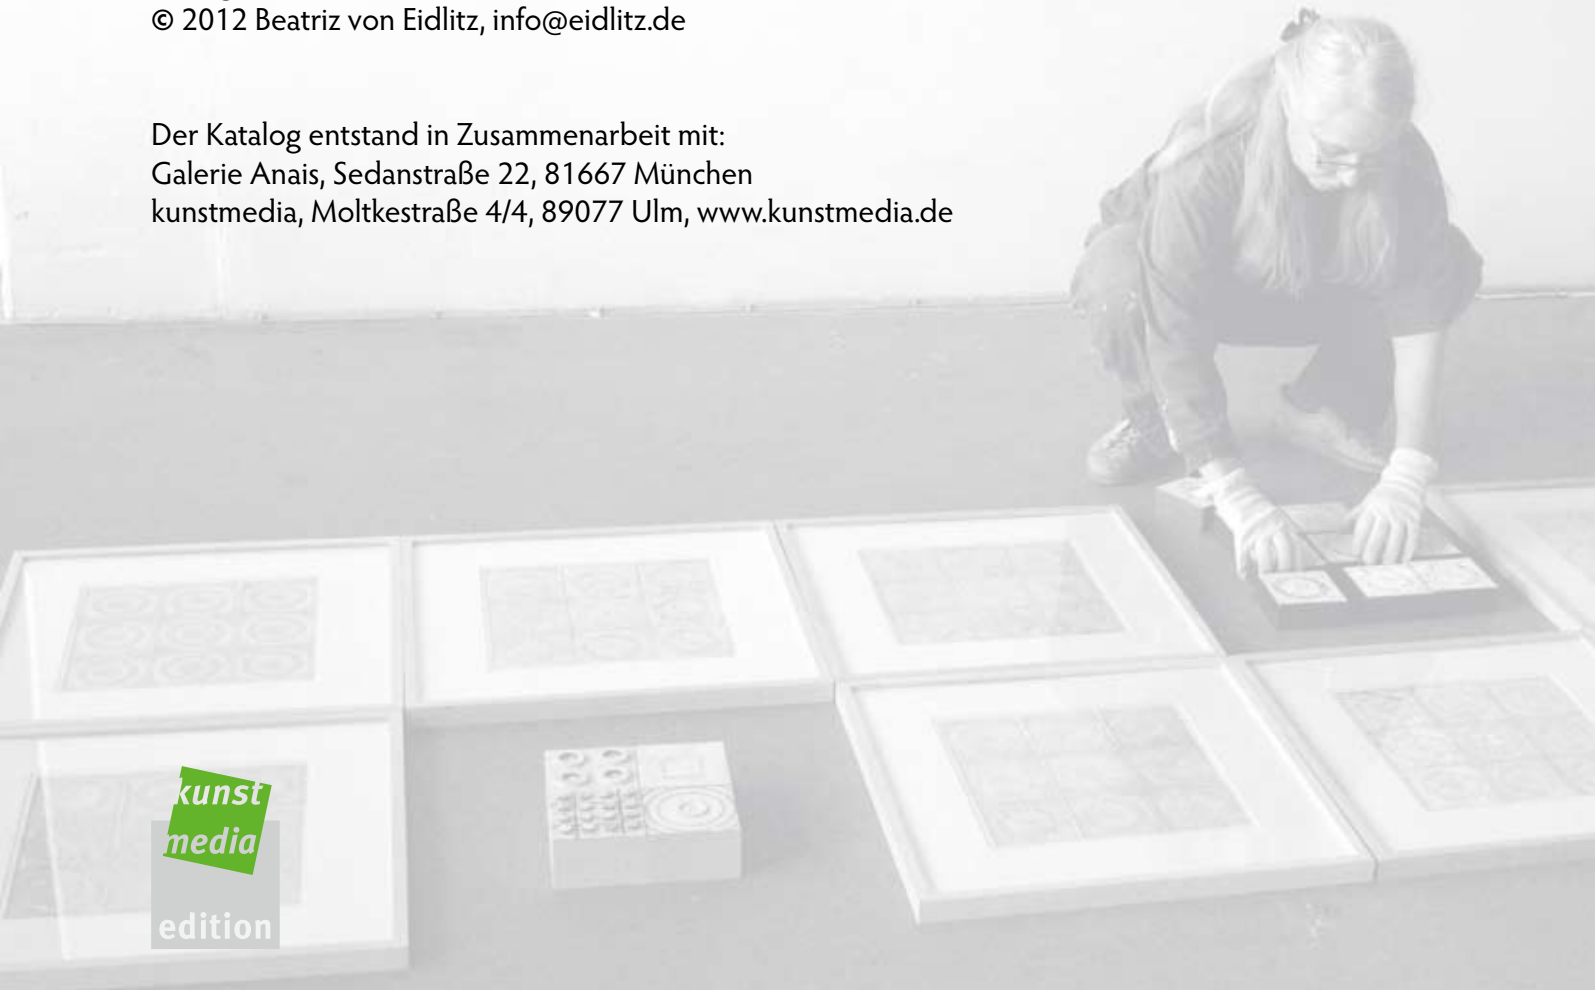 © 2012 Beatriz von Eidlitz, info@eidlitz.de
Der Katalog entstand in Zusammenarbeit mit:
Galerie Anais, Sedanstraße 22, 81667 München
kunstmedia, Moltkestraße 4/4, 89077 Ulm, www.kunstmedia.de
kunst
media
edition